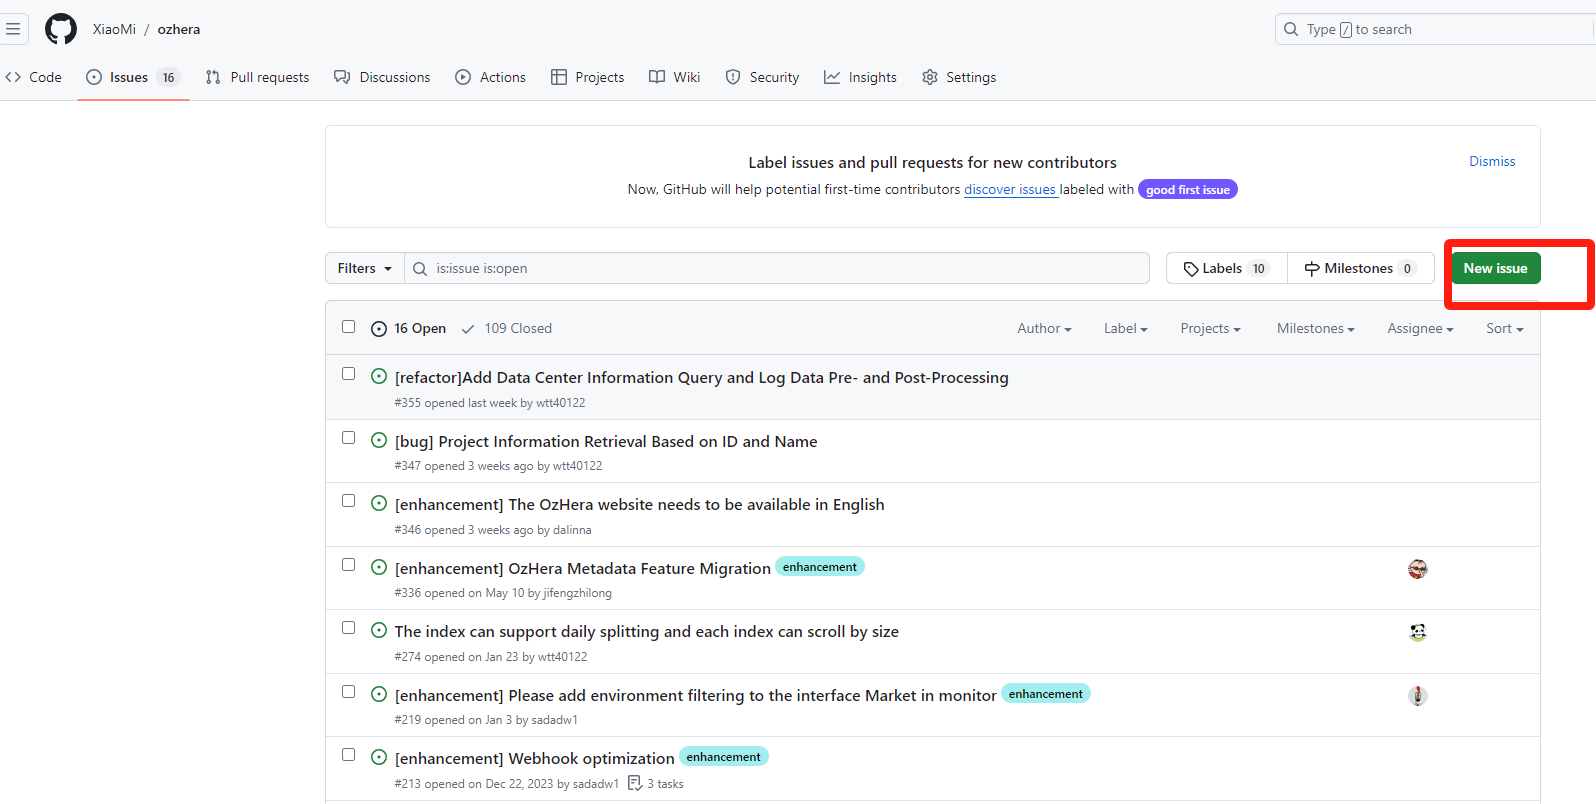 XiaoMi / ozhera
Type / to search
Code Issues 16 Pull requests Discussions Actions Projects Wiki Security Insights Settings
Label issues and pull requests for new contributors
Dismiss
Now, GitHub will help potential first-time contributors discover issues labeled with good first issue
Filters is:issue is:open Labels 10 Milestones 0 New issue
16 Open 109 Closed Author Label Projects Milestones Assignee Sort
[refactor]Add Data Center Information Query and Log Data Pre- and Post-Processing
#355 opened last week by wtt40122
[bug] Project Information Retrieval Based on ID and Name
#347 opened 3 weeks ago by wtt40122
[enhancement] The OzHera website needs to be available in English
#346 opened 3 weeks ago by dalinna
[enhancement] OzHera Metadata Feature Migration enhancement
#336 opened on May 10 by jifengzhilong
The index can support daily splitting and each index can scroll by size
#274 opened on Jan 23 by wtt40122
[enhancement] Please add environment filtering to the interface Market in monitor enhancement
#219 opened on Jan 3 by sadadw1
[enhancement] Webhook optimization enhancement
#213 opened on Dec 22, 2023 by sadadw1 3 tasks